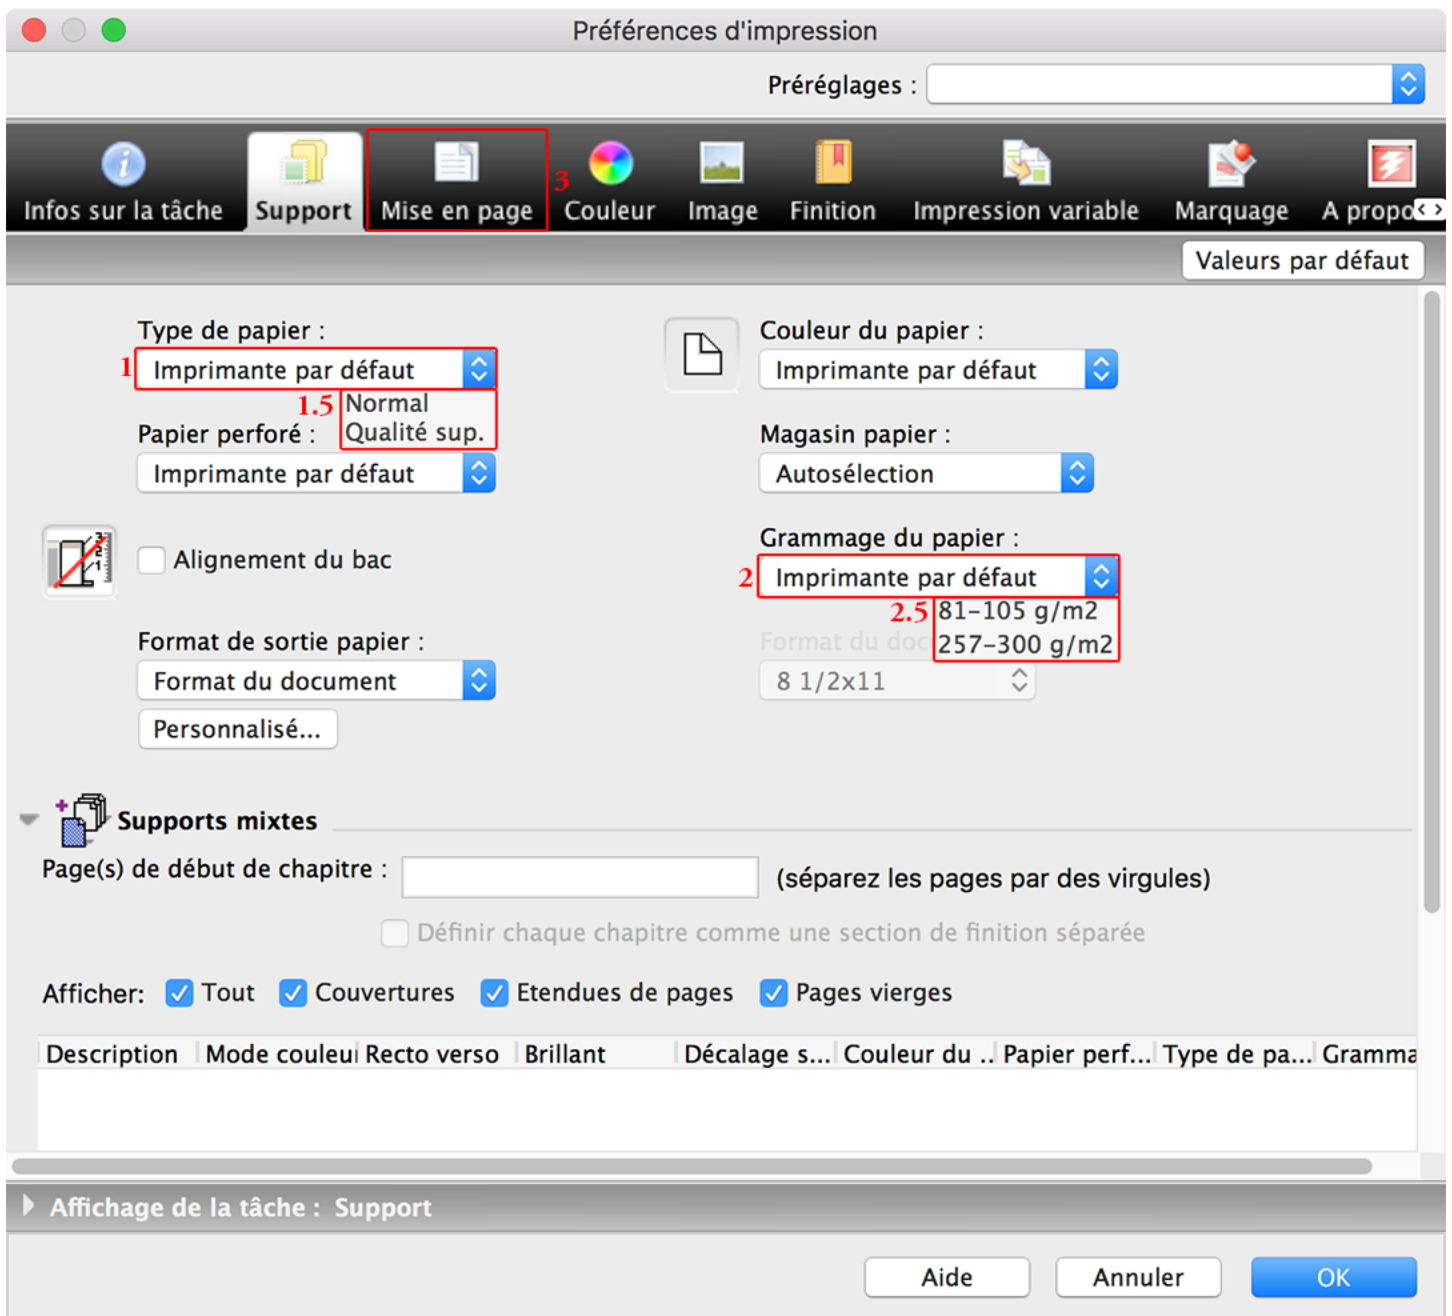 Préférences d'impression
Préréglages :
Infos sur la tâche
Support
Mise en page
3
Couleur
Image
Finition
Impression variable
Marquage
A propo
Valeurs par défaut
Type de papier :
Couleur du papier :
1
Imprimante par défaut
Imprimante par défaut
1.5
Normal
Qualité sup.
Papier perforé :
Magasin papier :
Imprimante par défaut
Autosélection
Grammage du papier :
Alignement du bac
2
Imprimante par défaut
2.5
81–105 g/m2
257–300 g/m2
Format de sortie papier :
Format du doc
Format du document
8 1/2x11
Personnalisé...
Supports mixtes
Page(s) de début de chapitre :
(séparez les pages par des virgules)
Définir chaque chapitre comme une section de finition séparée
Afficher:
Tout
Couvertures
Etendues de pages
Pages vierges
Description
Mode couleu
Recto verso
Brillant
Décalage s...
Couleur du ..
Papier perf...
Type de pa...
Gramma
Affichage de la tâche : Support
Aide
Annuler
OK